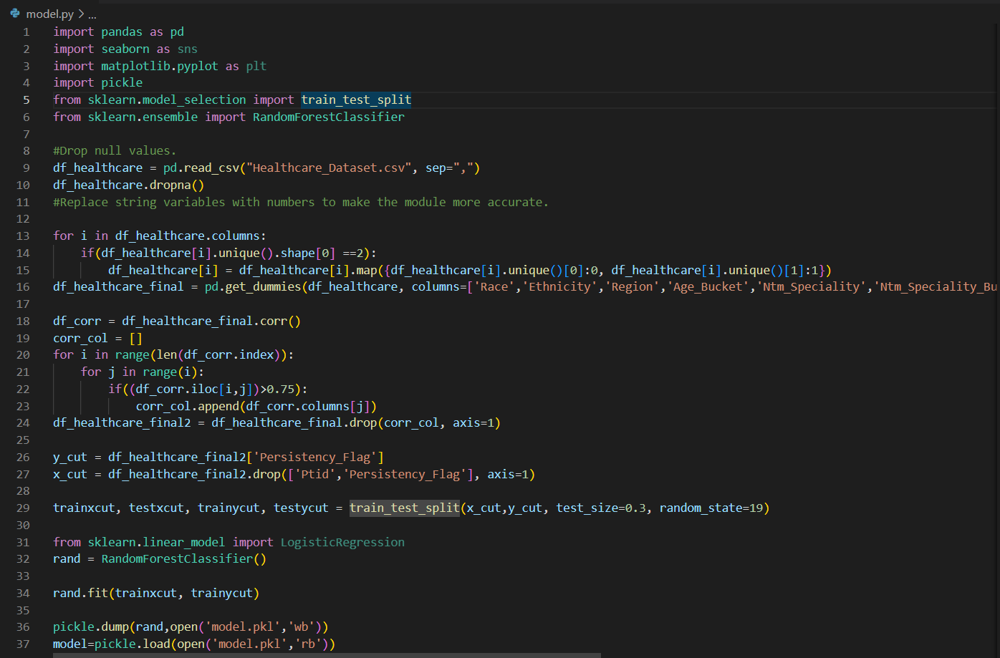 model.py > ...
1 import pandas as pd
2 import seaborn as sns
3 import matplotlib.pyplot as plt
4 import pickle
5 from sklearn.model_selection import train_test_split
6 from sklearn.ensemble import RandomForestClassifier
7
8 #Drop null values.
9 df_healthcare = pd.read_csv("Healthcare_Dataset.csv", sep=",")
10 df_healthcare.dropna()
11 #Replace string variables with numbers to make the module more accurate.
12
13 for i in df_healthcare.columns:
14     if(df_healthcare[i].unique().shape[0] ==2):
15         df_healthcare[i] = df_healthcare[i].map({df_healthcare[i].unique()[0]:0, df_healthcare[i].unique()[1]:1})
16 df_healthcare_final = pd.get_dummies(df_healthcare, columns=['Race','Ethnicity','Region','Age_Bucket','Ntm_Speciality','Ntm_Speciality_Bu
17
18 df_corr = df_healthcare_final.corr()
19 corr_col = []
20 for i in range(len(df_corr.index)):
21     for j in range(i):
22         if((df_corr.iloc[i,j])>0.75):
23             corr_col.append(df_corr.columns[j])
24 df_healthcare_final2 = df_healthcare_final.drop(corr_col, axis=1)
25
26 y_cut = df_healthcare_final2['Persistency_Flag']
27 x_cut = df_healthcare_final2.drop(['Ptid','Persistency_Flag'], axis=1)
28
29 trainxcut, testxcut, trainycut, testycut = train_test_split(x_cut,y_cut, test_size=0.3, random_state=19)
30
31 from sklearn.linear_model import LogisticRegression
32 rand = RandomForestClassifier()
33
34 rand.fit(trainxcut, trainycut)
35
36 pickle.dump(rand,open('model.pkl','wb'))
37 model=pickle.load(open('model.pkl','rb'))